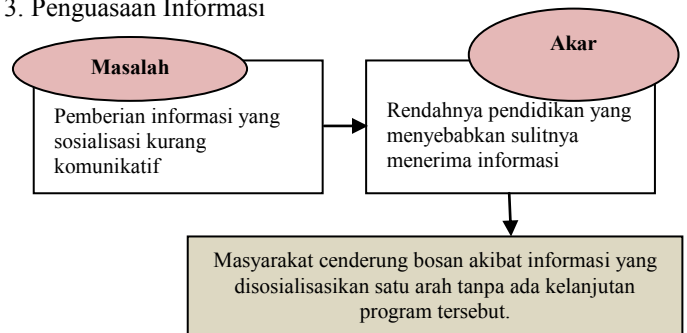 3. Penguasaan Informasi
Masalah
Pemberian informasi yang
sosialisasi kurang
komunikatif
Akar
Rendahnya pendidikan yang
menyebabkan sulitnya
menerima informasi
Masyarakat cenderung bosan akibat informasi yang
disosialisasikan satu arah tanpa ada kelanjutan
program tersebut.